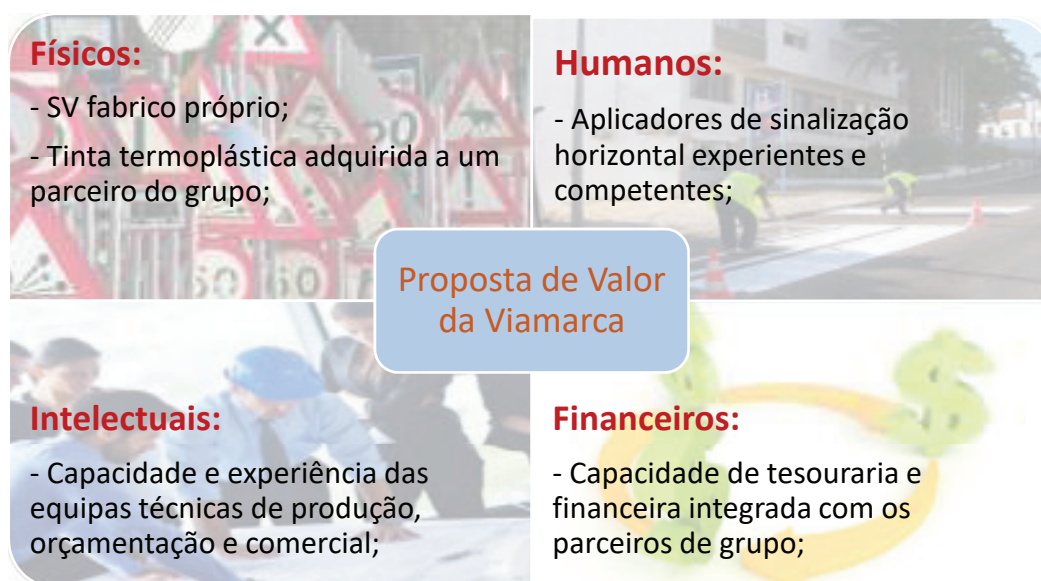 Físicos:
- SV fabrico próprio;
- Tinta termoplástica adquirida a um
parceiro do grupo;
Humanos:
- Aplicadores de sinalização
horizontal experientes e
competentes;
Proposta de Valor
da Viamarca
Intelectuais:
- Capacidade e experiência das
equipas técnicas de produção,
orçamentação e comercial;
Financeiros:
- Capacidade de tesouraria e
financeira integrada com os
parceiros de grupo;